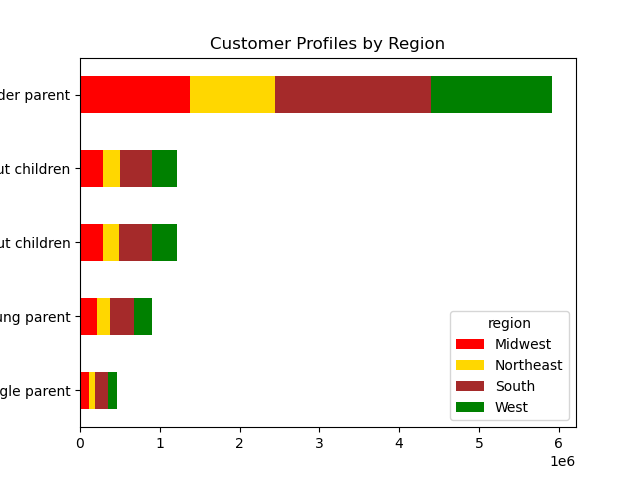 Customer Profiles by Region
der parent
ut children
ut children
ung parent
gle parent
region
Midwest
Northeast
South
West
0 1 2 3 4 5 6
1e6